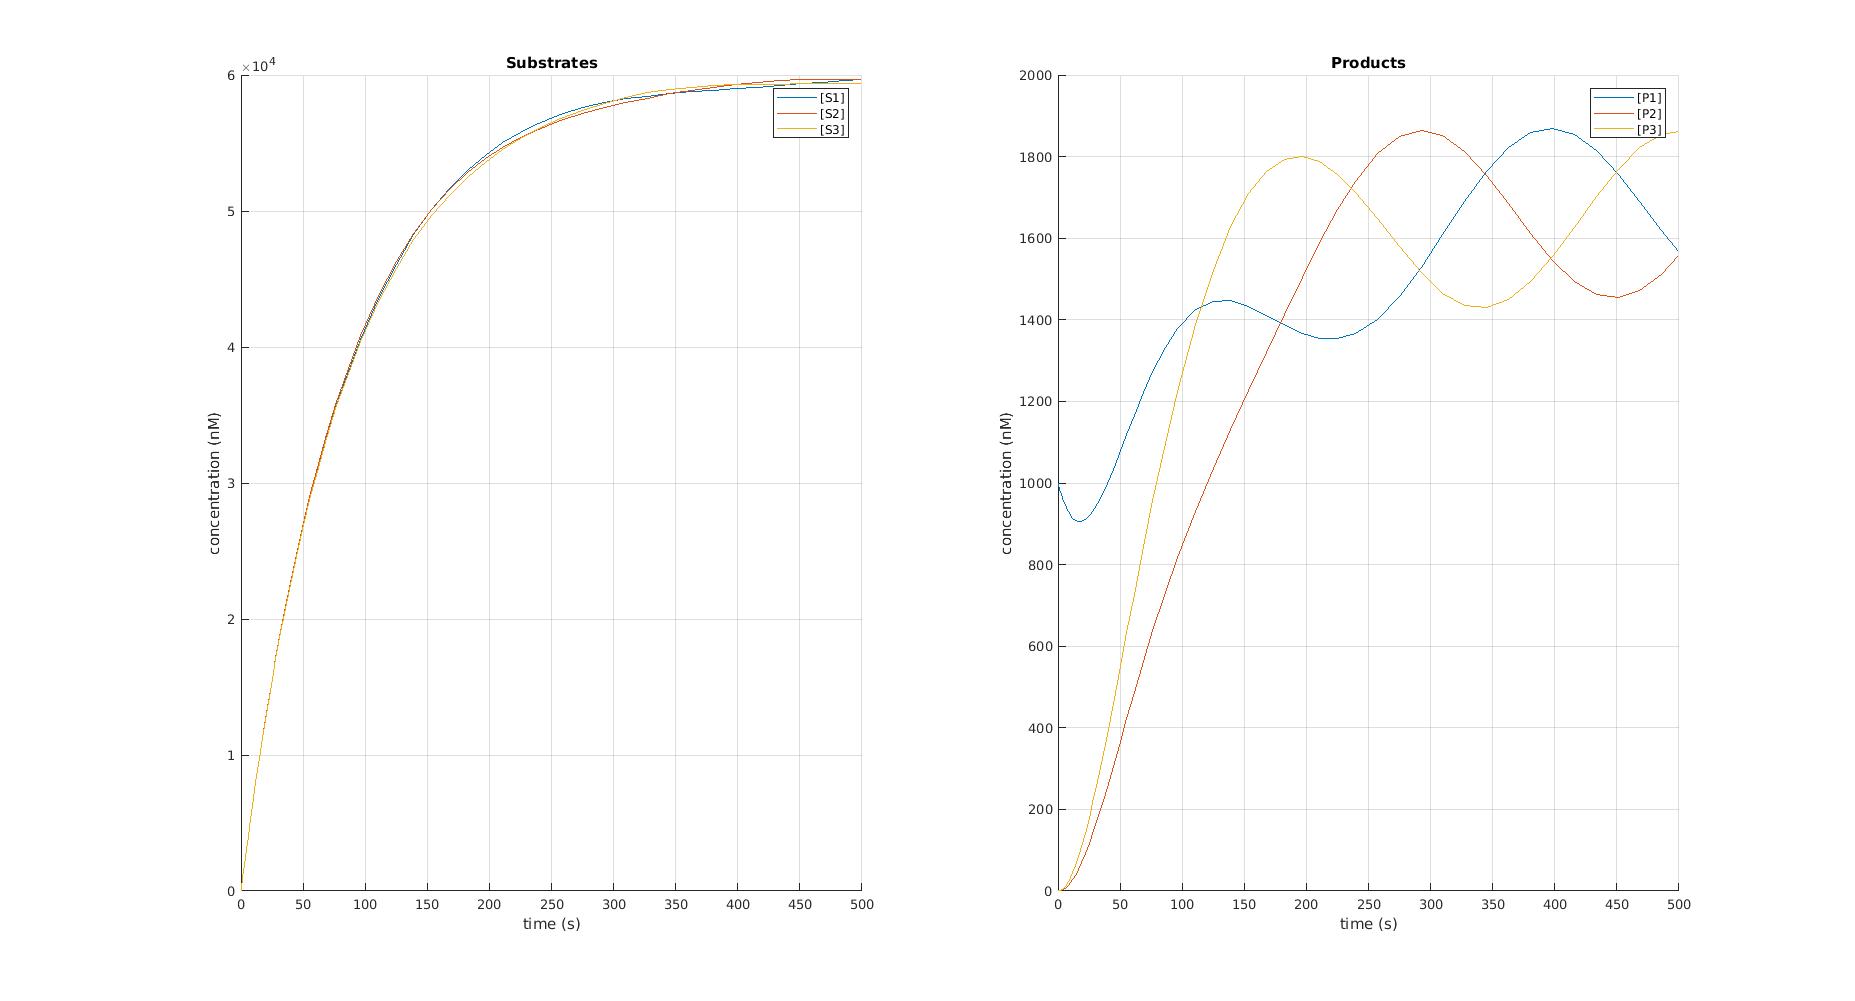 Substrates
×10^4
6
5
4
3
2
1
0
concentration (nM)
0 50 100 150 200 250 300 350 400 450 500
time (s)
[S1]
[S2]
[S3]
Products
2000
1800
1600
1400
1200
1000
800
600
400
200
0
concentration (nM)
0 50 100 150 200 250 300 350 400 450 500
time (s)
[P1]
[P2]
[P3]